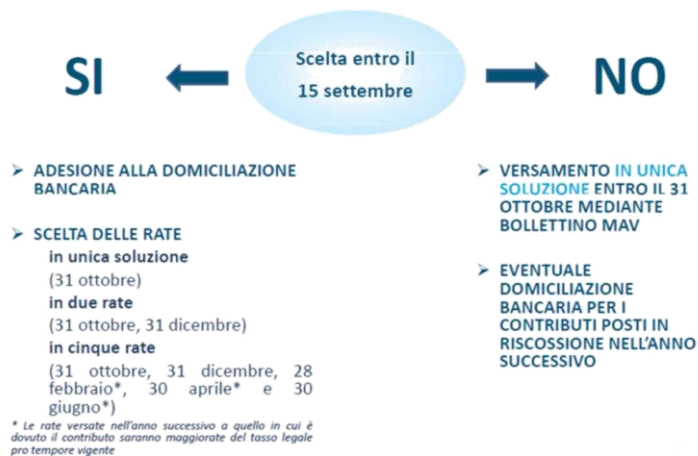 SI
Scelta entro il
15 settembre
NO
➢ ADESIONE ALLA DOMICILIAZIONE
BANCARIA
➢ SCELTA DELLE RATE
in unica soluzione
(31 ottobre)
in due rate
(31 ottobre, 31 dicembre)
in cinque rate
(31 ottobre, 31 dicembre, 28
febbraio*, 30 aprile* e 30
giugno*)
* Le rate versate nell'anno successivo a quello in cui è
dovuto il contributo saranno maggiorate del tasso legale
pro tempore vigente
➢ VERSAMENTO IN UNICA
SOLUZIONE ENTRO IL 31
OTTOBRE MEDIANTE
BOLLETTINO MAV
➢ EVENTUALE
DOMICILIAZIONE
BANCARIA PER I
CONTRIBUTI POSTI IN
RISCOSSIONE NELL'ANNO
SUCCESSIVO